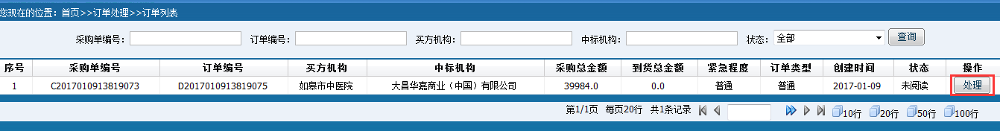 您现在的位置：首页>>订单处理>>订单列表
采购单编号： 订单编号： 买方机构： 中标机构： 状态： 全部 查询
序号 采购单编号 订单编号 买方机构 中标机构 采购总金额 到货总金额 紧急程度 订单类型 创建时间 状态 操作
1 C2017010913819073 D2017010913819075 如皋市中医院 大昌华嘉商业（中国）有限公司 39984.0 0.0 普通 普通 2017-01-09 未阅读 处理
第1/1页 每页20行 共1条记录 10行 20行 50行 100行